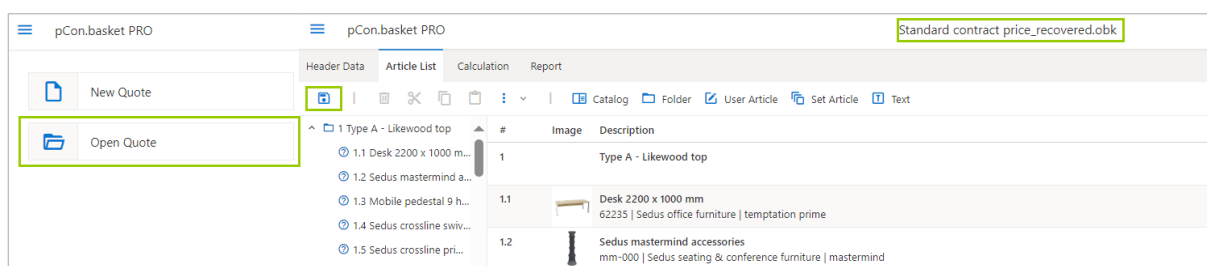 pCon.basket PRO
New Quote
Open Quote
pCon.basket PRO
Standard contract price_recovered.obk
Header Data Article List Calculation Report
Catalog Folder User Article Set Article Text
1 Type A - Likewood top
1.1 Desk 2200 x 1000 m...
1.2 Sedus mastermind a...
1.3 Mobile pedestal 9 h...
1.4 Sedus crossline swiv...
1.5 Sedus crossline pri...
# Image Description
1 Type A - Likewood top
1.1 Desk 2200 x 1000 mm
62235 | Sedus office furniture | temptation prime
1.2 Sedus mastermind accessories
mm-000 | Sedus seating & conference furniture | mastermind